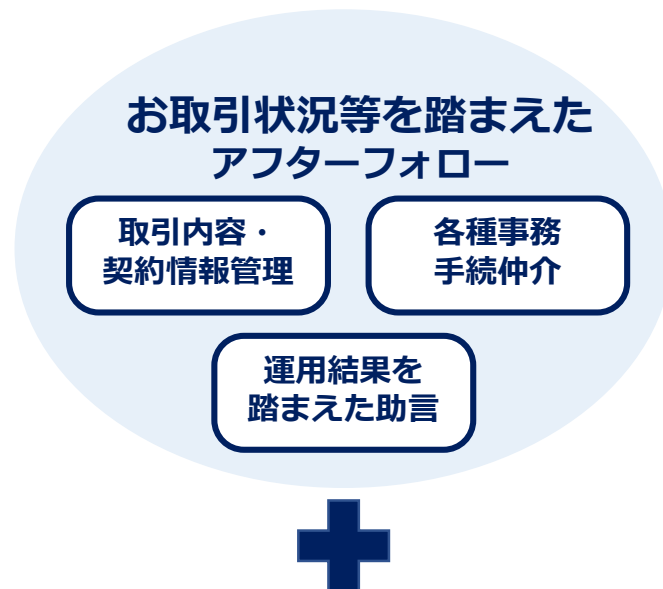 お取引状況等を踏まえた
アフターフォロー
取引内容・
契約情報管理
各種事務
手続仲介
運用結果を
踏まえた助言